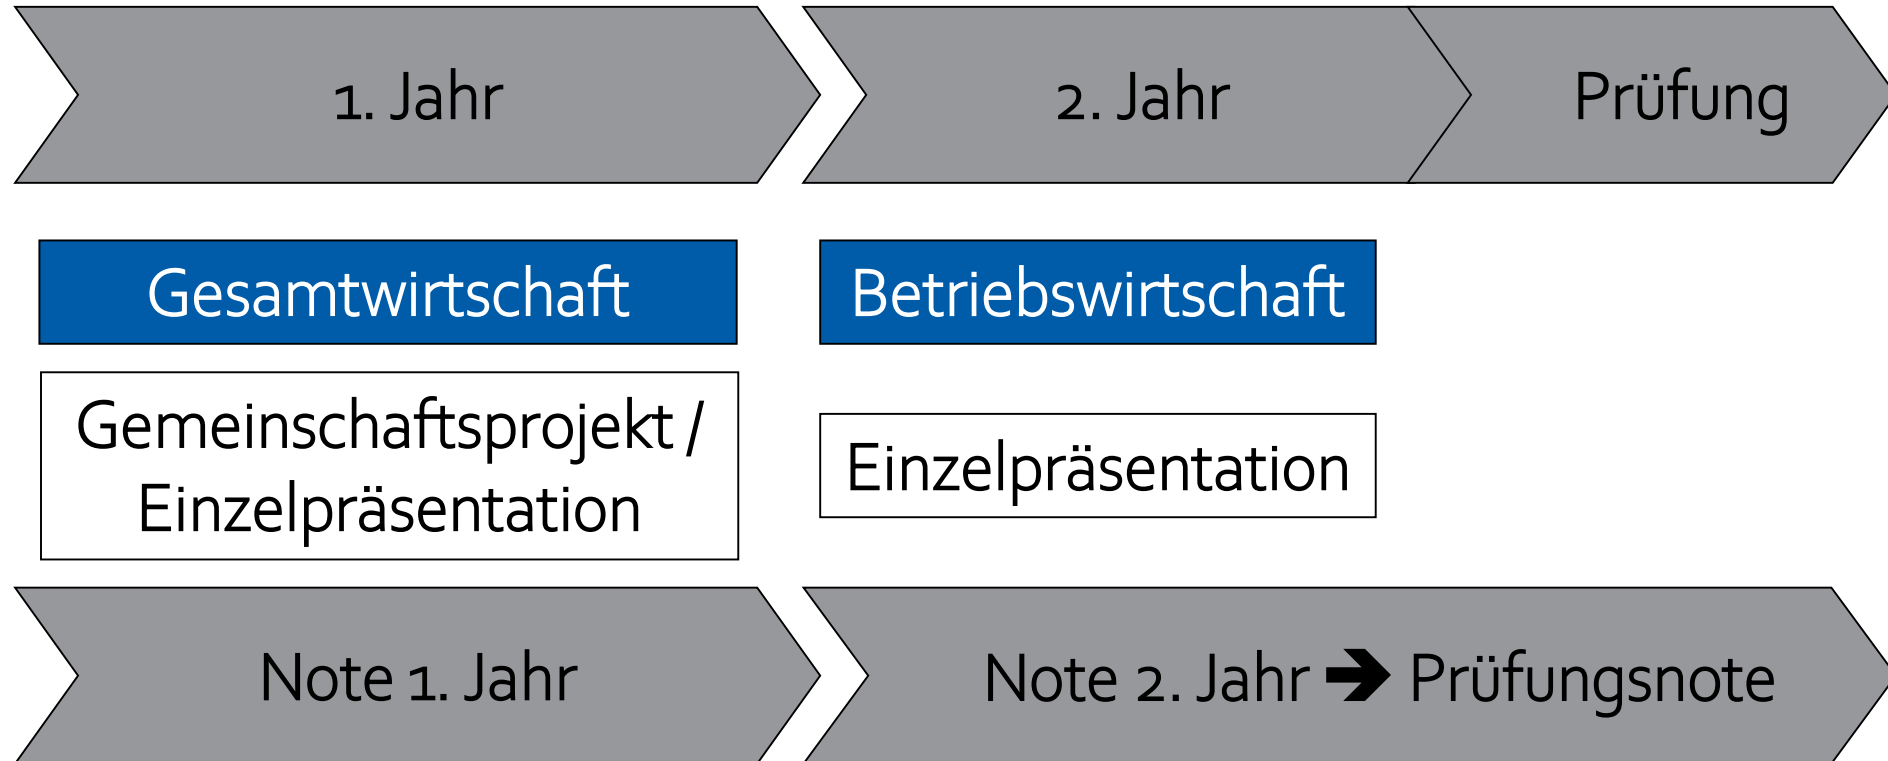 1. Jahr
2. Jahr
Prüfung
Gesamtwirtschaft
Betriebswirtschaft
Gemeinschaftsprojekt /
Einzelpräsentation
Einzelpräsentation
Note 1. Jahr
Note 2. Jahr ➔ Prüfungsnote